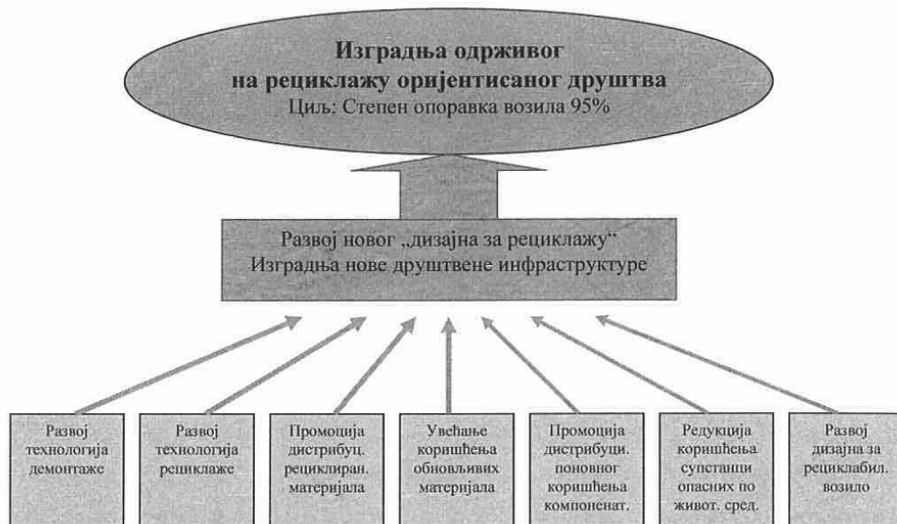 Изградња одрживог
на рециклажу оријентисаног друштва
Циљ: Степен опоравка возила 95%
Развој новог „дизајна за рециклажу“
Изградња нове друштвене инфраструктуре
Развој
технологија
демонтаже
Развој
технологија
рециклаже
Промоција
дистрибуц.
рециклиран.
материјала
Увећање
коришћења
обновљивих
материјала
Промоција
дистрибуци.
поновног
коришћења
компоненат.
Редукција
коришћења
супстанци
опасних по
живот. сред.
Развој
дизајна за
рециклабил.
возило